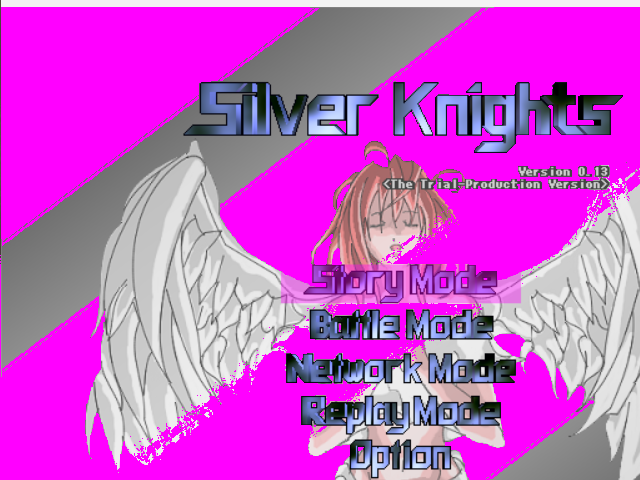 Silver Knights
Version 0.13
<The Trial-Production Version>
Story Mode
Battle Mode
Network Mode
Replay Mode
Option